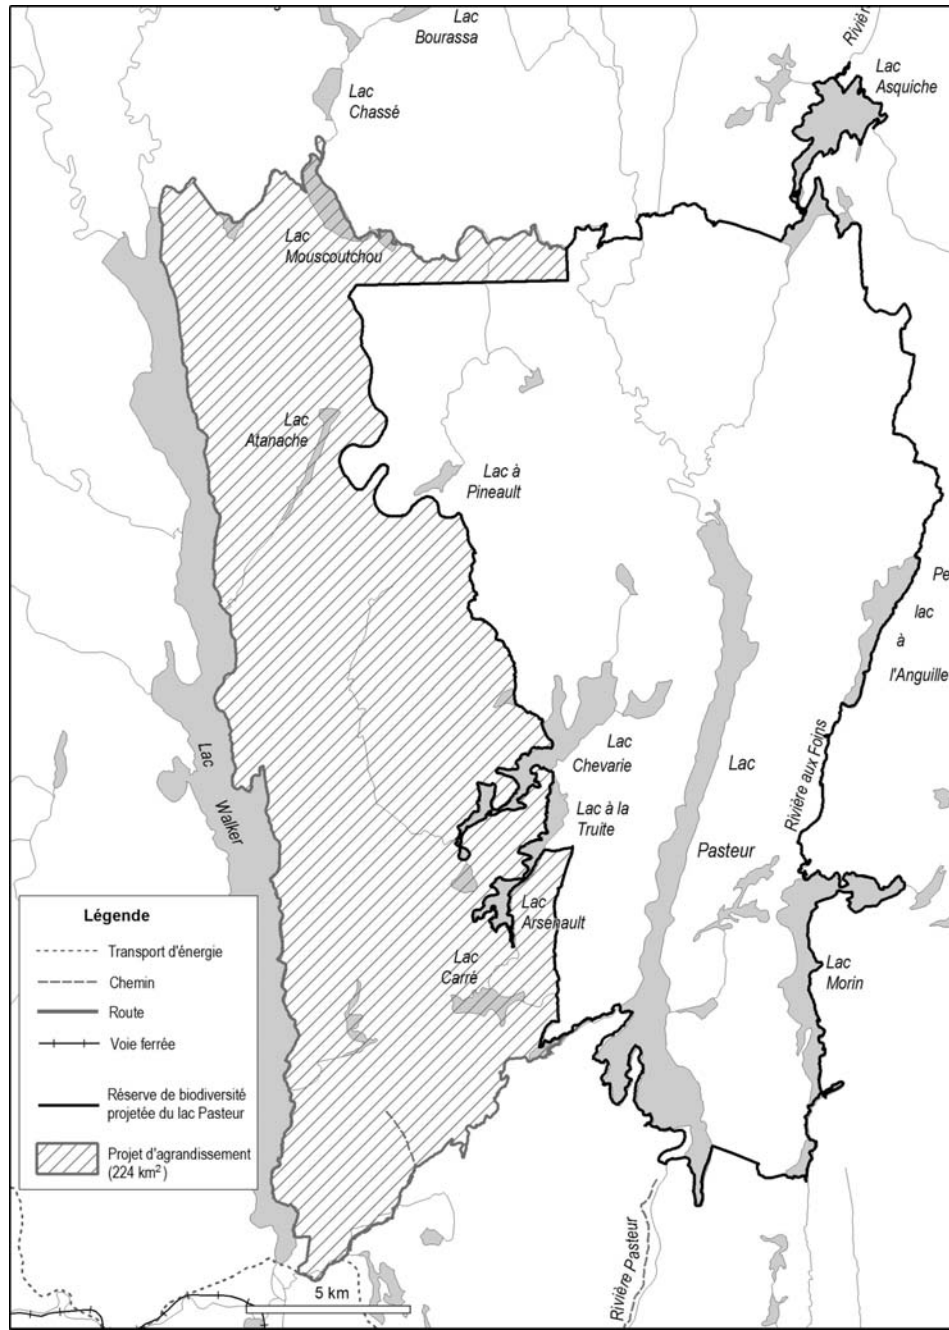 Lac
Bourassa
Rivièr
Lac
Asquiche
Lac
Chassé
Lac
Mouscoutchou
Lac
Atanache
Lac à
Pineault
Pe
lac
à
l'Anguille
Lac
Chevarie
Lac
Pasteur
Rivière aux Foins
Lac
Walker
Lac à la
Truite
Lac
Arsenault
Lac
Carré
Lac
Morin
Légende
Transport d'énergie
Chemin
Route
Voie ferrée
Réserve de biodiversité
projetée du lac Pasteur
Projet d'agrandissement
(224 km²)
Rivière Pasteur
5 km